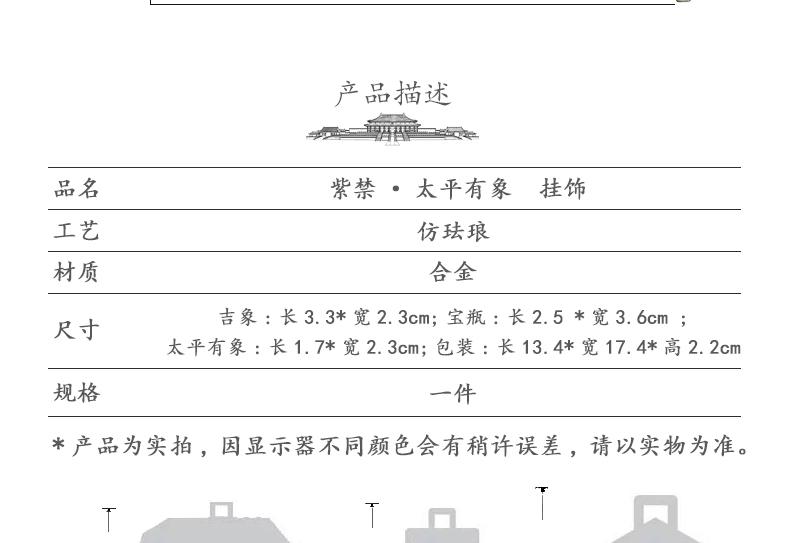 产品描述
品名 紫禁·太平有象 挂饰
工艺 仿珐琅
材质 合金
尺寸 吉象：长3.3*宽2.3cm; 宝瓶：长2.5 *宽3.6cm ;
太平有象：长1.7*宽2.3cm; 包装：长13.4*宽17.4*高2.2cm
规格 一件
*产品为实拍，因显示器不同颜色会有稍许误差，请以实物为准。